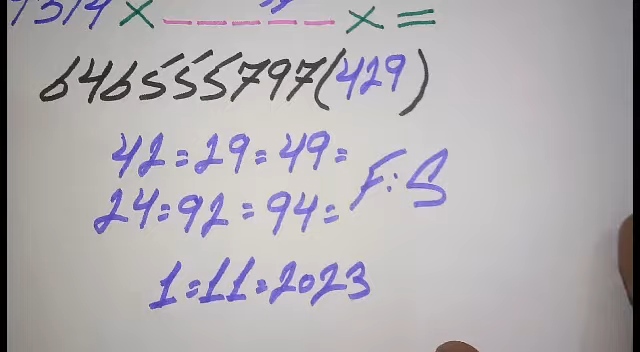 × _ _ _ _ _ × =
646555797(429)
42=29=49=
24=92=94= F:S
1=11=2023